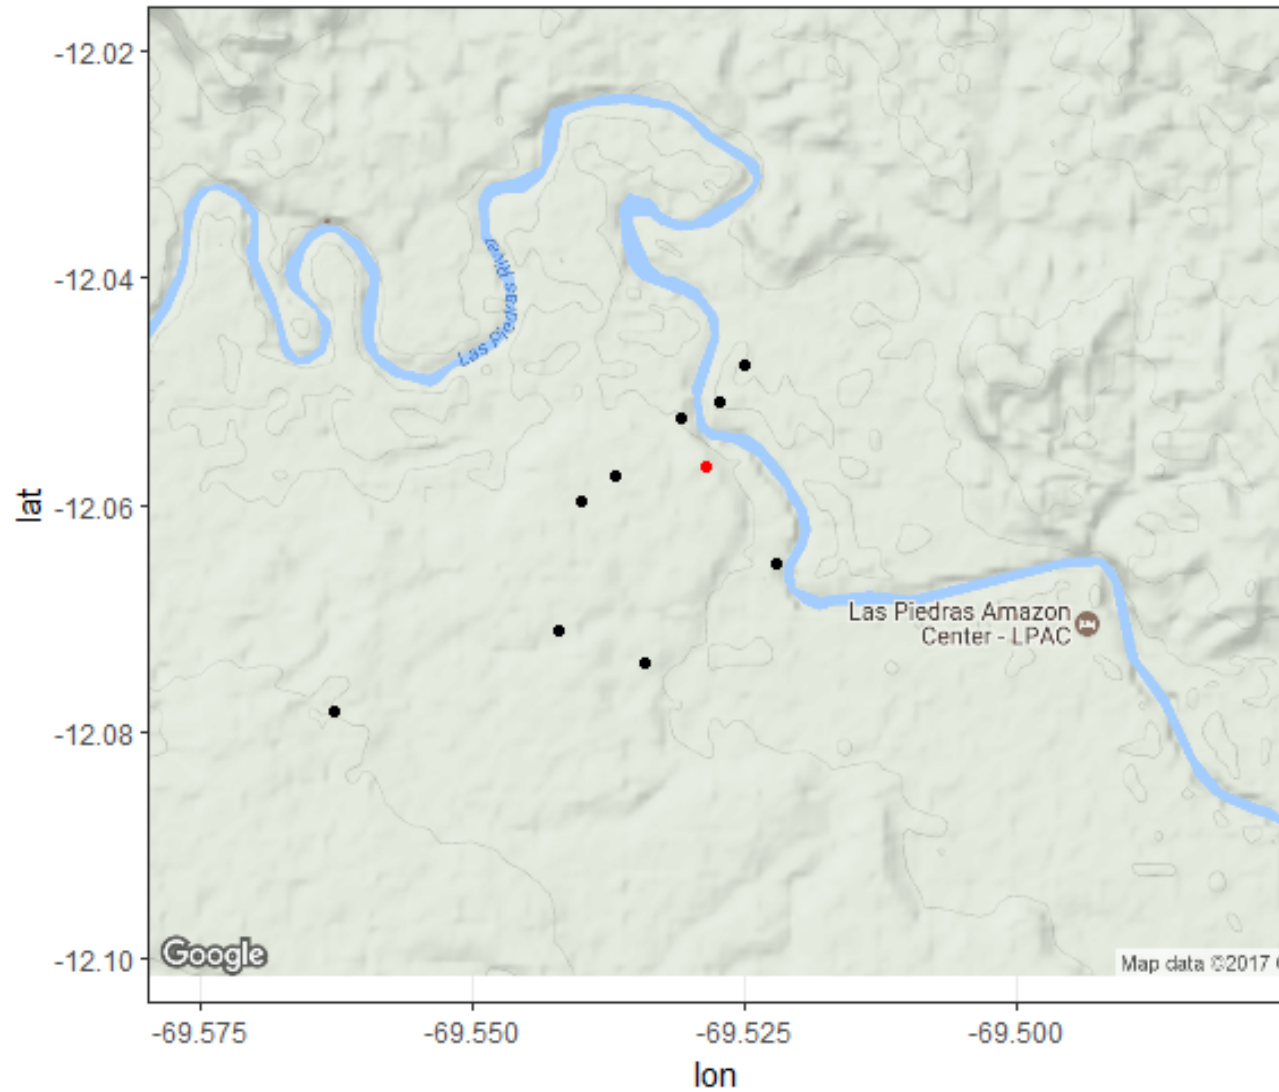 -12.02
-12.04
Las Piedras River
lat
-12.06
Las Piedras Amazon
Center - LPAC
-12.08
-12.10
Google
Map data ©2017
-69.575
-69.550
-69.525
-69.500
lon